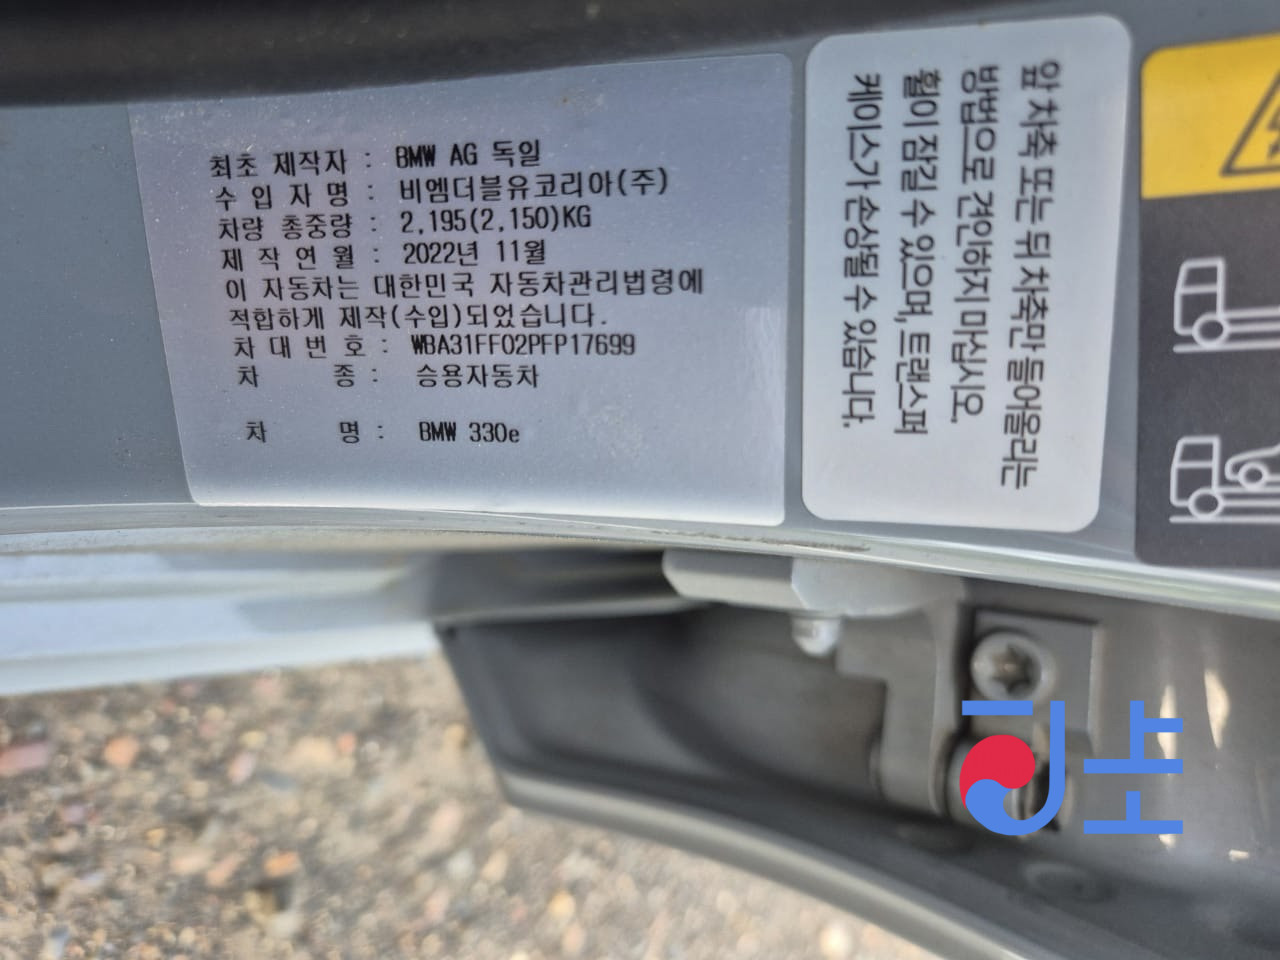 최초 제작자 : BMW AG 독일
수 입 자 명 : 비엠더블유코리아(주)
차량 총중량 : 2,195(2,150)KG
제 작 연 월 : 2022년 11월
이 자동차는 대한민국 자동차관리법령에
적합하게 제작(수입)되었습니다.
차 대 번 호 : WBA31FF02PFP17699
차 종 : 승용자동차
차 명 : BMW 330e
앞 차축 또는 뒤 차축만 들어올리는
방법으로 견인하지 마십시오.
휠이 잠길 수 있으며, 트랜스퍼
케이스가 손상될 수 있습니다.